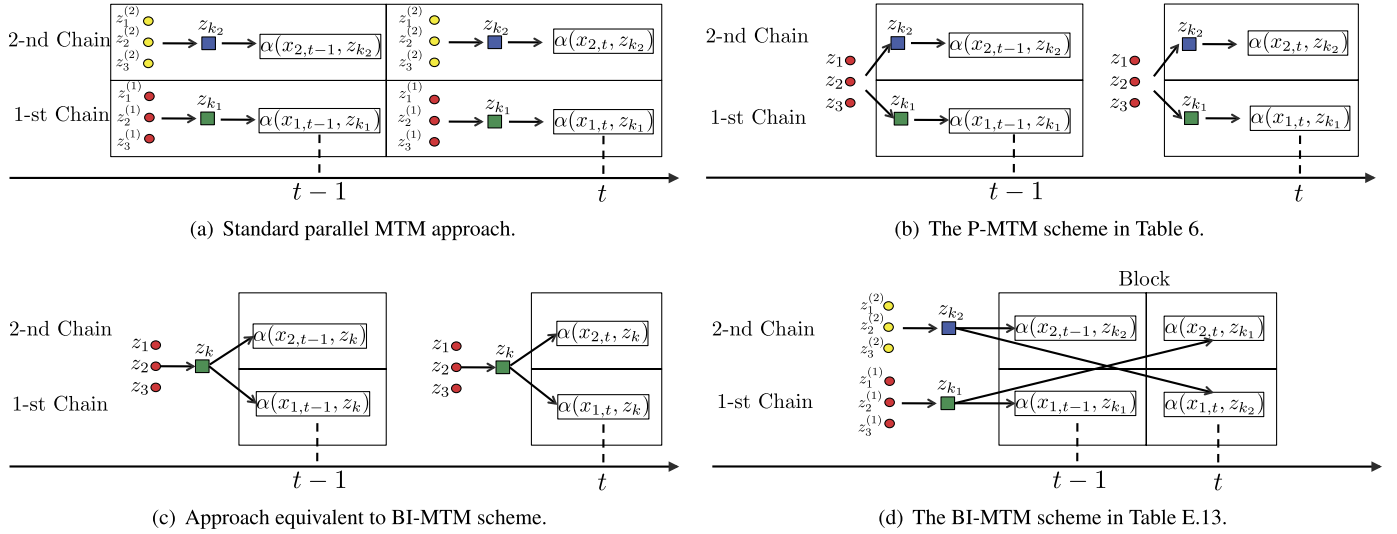 2-nd Chain
z_1^{(2)}
z_2^{(2)}
z_3^{(2)}
z_{k_2}
α(x_{2,t−1}, z_{k_2})
z_1^{(2)}
z_2^{(2)}
z_3^{(2)}
z_{k_2}
α(x_{2,t}, z_{k_2})
1-st Chain
z_1^{(1)}
z_2^{(1)}
z_3^{(1)}
z_{k_1}
α(x_{1,t−1}, z_{k_1})
z_1^{(1)}
z_2^{(1)}
z_3^{(1)}
z_{k_1}
α(x_{1,t}, z_{k_1})
t − 1
t
(a) Standard parallel MTM approach.
2-nd Chain
1-st Chain
z_1
z_2
z_3
z_{k_2}
α(x_{2,t−1}, z_{k_2})
z_{k_1}
α(x_{1,t−1}, z_{k_1})
z_1
z_2
z_3
z_{k_2}
α(x_{2,t}, z_{k_2})
z_{k_1}
α(x_{1,t}, z_{k_1})
t − 1
t
(b) The P-MTM scheme in Table 6.
2-nd Chain
1-st Chain
z_1
z_2
z_3
z_k
α(x_{2,t−1}, z_k)
α(x_{1,t−1}, z_k)
z_1
z_2
z_3
z_k
α(x_{2,t}, z_k)
α(x_{1,t}, z_k)
t − 1
t
(c) Approach equivalent to BI-MTM scheme.
Block
2-nd Chain
z_1^{(2)}
z_2^{(2)}
z_3^{(2)}
z_{k_2}
α(x_{2,t−1}, z_{k_2})
α(x_{2,t}, z_{k_1})
1-st Chain
z_1^{(1)}
z_2^{(1)}
z_3^{(1)}
z_{k_1}
α(x_{1,t−1}, z_{k_1})
α(x_{1,t}, z_{k_2})
t − 1
t
(d) The BI-MTM scheme in Table E.13.